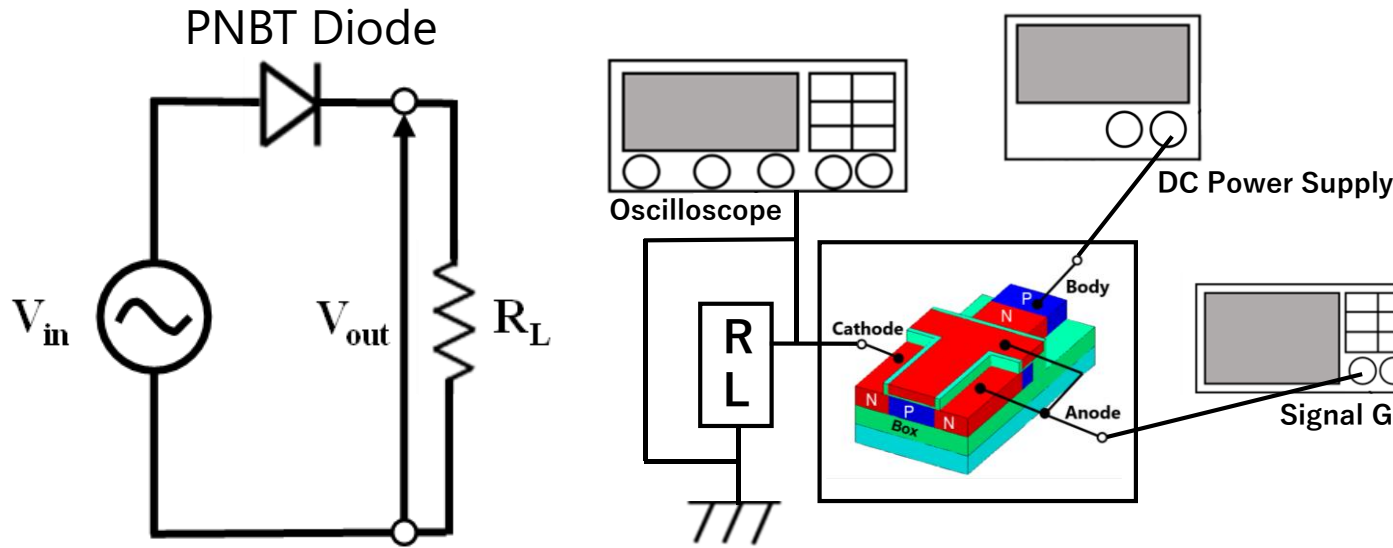 PNBT Diode
Vin
Vout
RL
Oscilloscope
DC Power Supply
R
L
Cathode
Body
P
N
N
P
N
Box
Anode
Signal G